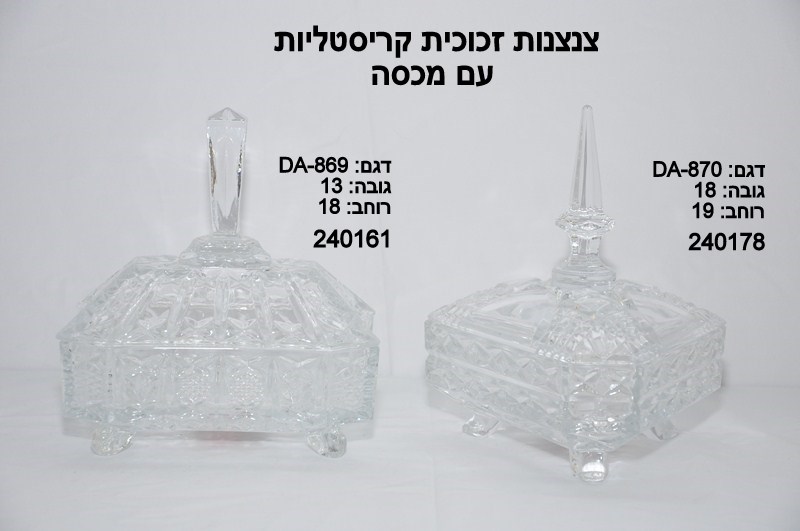 צנצנות זכוכית קריסטליות
עם מכסה
דגם: DA-869
גובה: 13
רוחב: 18
240161
דגם: DA-870
גובה: 18
רוחב: 19
240178